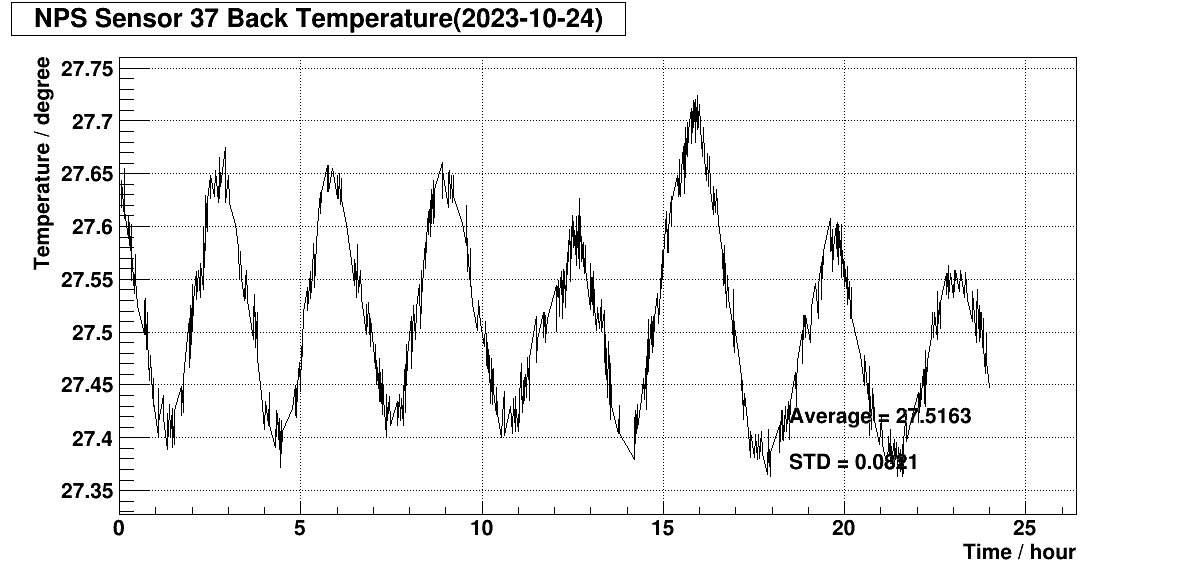 NPS Sensor 37 Back Temperature(2023-10-24)
Temperature / degree
27.75
27.7
27.65
27.6
27.55
27.5
27.45
27.4
27.35
Average = 27.5163
STD = 0.0821
0 5 10 15 20 25
Time / hour